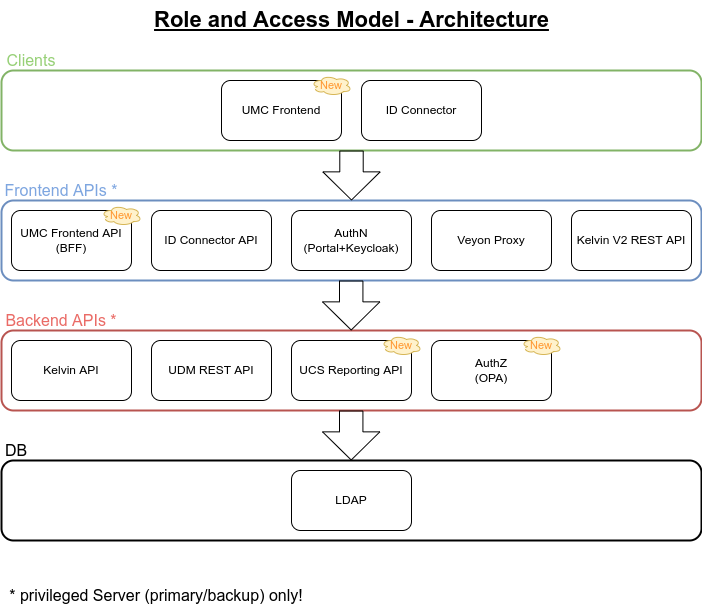 Role and Access Model - Architecture
Clients
New
UMC Frontend
ID Connector
Frontend APIs *
New
UMC Frontend API
(BFF)
ID Connector API
AuthN
(Portal+Keycloak)
Veyon Proxy
Kelvin V2 REST API
Backend APIs *
Kelvin API
UDM REST API
New
UCS Reporting API
New
AuthZ
(OPA)
DB
LDAP
* privileged Server (primary/backup) only!